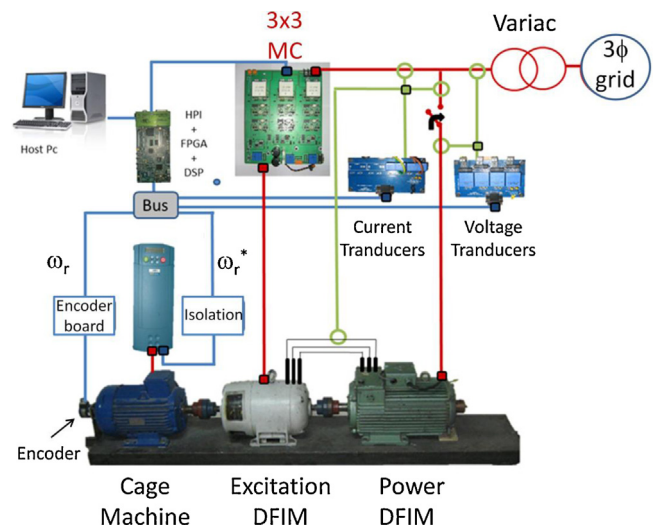 3x3
MC
Variac
3ϕ
grid
Host Pc
HPI
+
FPGA
+
DSP
Bus
Current
Tranducers
Voltage
Tranducers
ωr
ωr*
Encoder
board
Isolation
Encoder
Cage
Machine
Excitation
DFIM
Power
DFIM